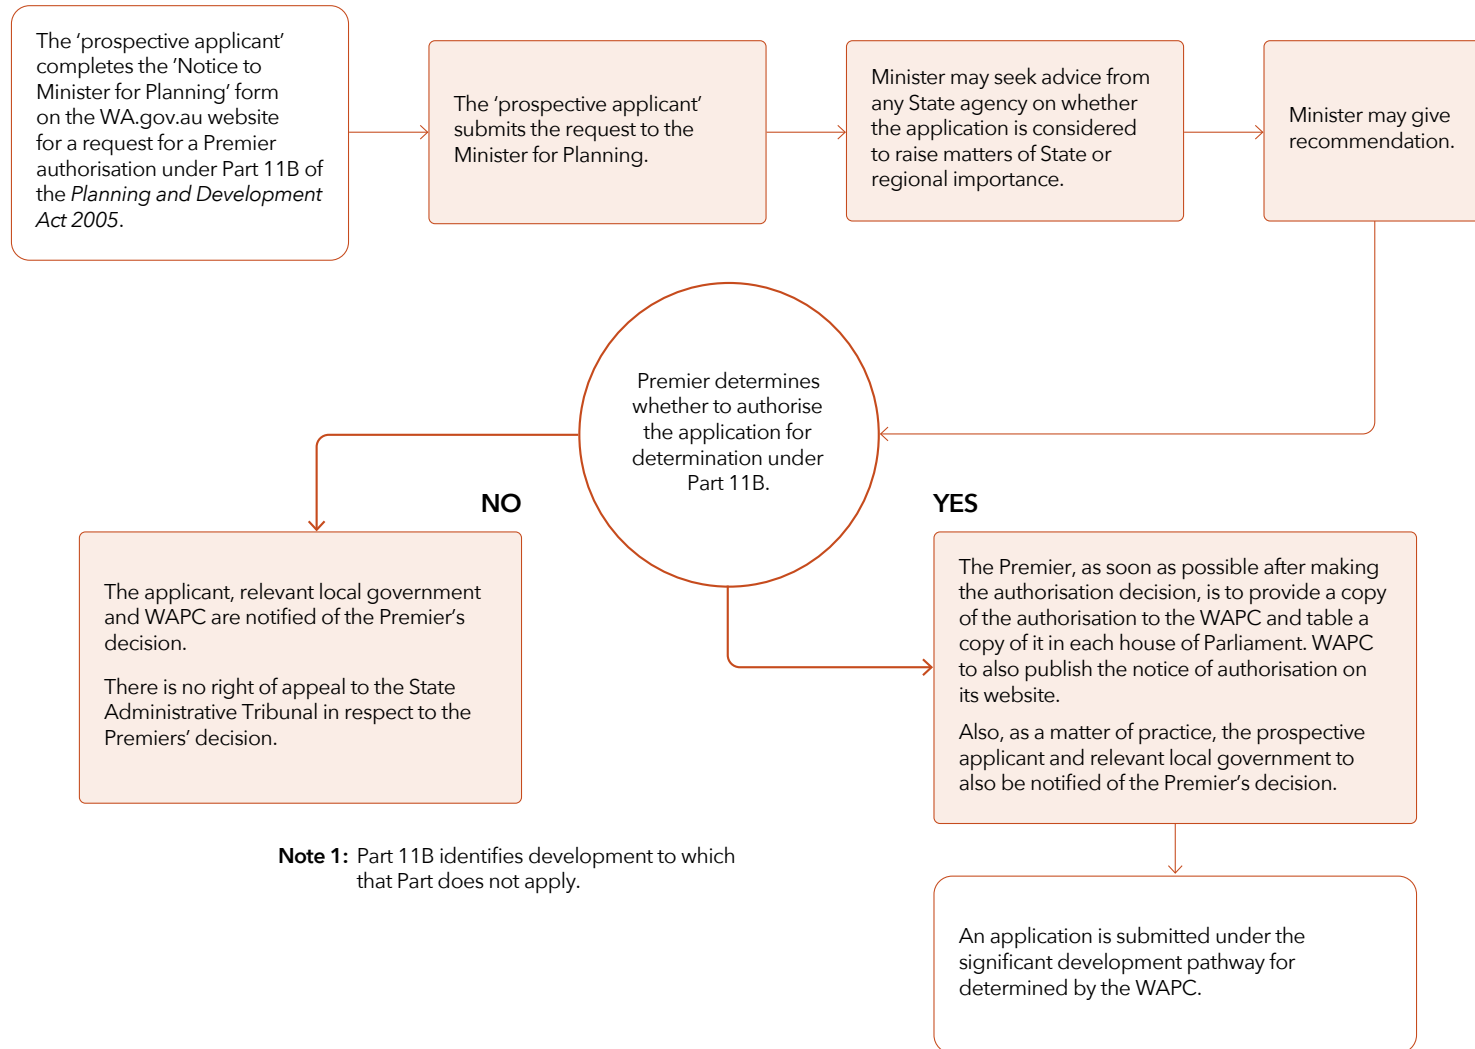 The ‘prospective applicant’
completes the ‘Notice to
Minister for Planning’ form
on the WA.gov.au website
for a request for a Premier
authorisation under Part 11B of
the Planning and Development
Act 2005.
The ‘prospective applicant’
submits the request to the
Minister for Planning.
Minister may seek advice from
any State agency on whether
the application is considered
to raise matters of State or
regional importance.
Minister may give
recommendation.
Premier determines
whether to authorise
the application for
determination under
Part 11B.
NO
The applicant, relevant local government
and WAPC are notified of the Premier’s
decision.
There is no right of appeal to the State
Administrative Tribunal in respect to the
Premiers’ decision.
YES
The Premier, as soon as possible after making
the authorisation decision, is to provide a copy
of the authorisation to the WAPC and table a
copy of it in each house of Parliament. WAPC
to also publish the notice of authorisation on
its website.
Also, as a matter of practice, the prospective
applicant and relevant local government to
also be notified of the Premier’s decision.
Note 1: Part 11B identifies development to which
that Part does not apply.
An application is submitted under the
significant development pathway for
determined by the WAPC.